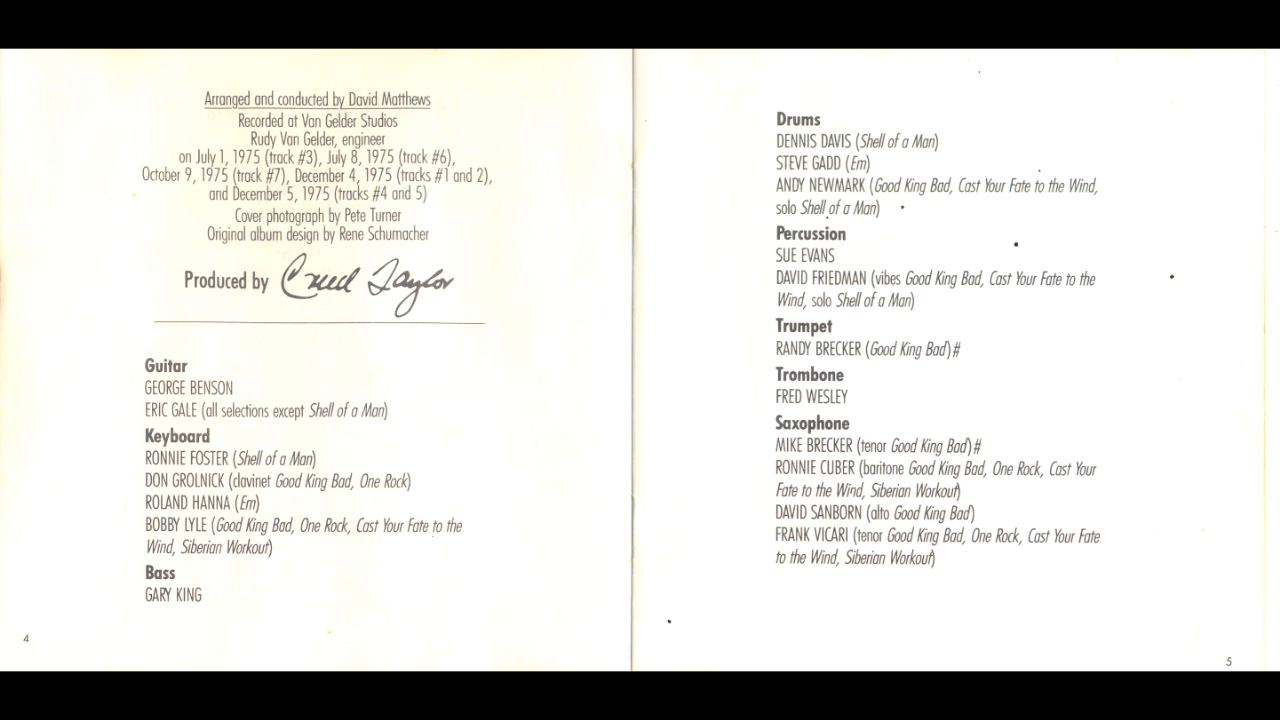 Arranged and conducted by David Matthews
Recorded at Van Gelder Studios
Rudy Van Gelder, engineer
on July 1, 1975 (track #3), July 8, 1975 (track #6),
October 9, 1975 (track #7), December 4, 1975 (tracks #1 and 2),
and December 5, 1975 (tracks #4 and 5)
Cover photograph by Pete Turner
Original album design by Rene Schumacher
Produced by Creed Taylor
Guitar
GEORGE BENSON
ERIC GALE (all selections except Shell of a Man)
Keyboard
RONNIE FOSTER (Shell of a Man)
DON GROLNICK (clavinet Good King Bad, One Rock)
ROLAND HANNA (Em)
BOBBY LYLE (Good King Bad, One Rock, Cast Your Fate to the
Wind, Siberian Workout)
Bass
GARY KING
4
Drums
DENNIS DAVIS (Shell of a Man)
STEVE GADD (Em)
ANDY NEWMARK (Good King Bad, Cast Your Fate to the Wind,
solo Shell of a Man)
Percussion
SUE EVANS
DAVID FRIEDMAN (vibes Good King Bad, Cast Your Fate to the
Wind, solo Shell of a Man)
Trumpet
RANDY BRECKER (Good King Bad)#
Trombone
FRED WESLEY
Saxophone
MIKE BRECKER (tenor Good King Bad)#
RONNIE CUBER (baritone Good King Bad, One Rock, Cast Your
Fate to the Wind, Siberian Workout)
DAVID SANBORN (alto Good King Bad)
FRANK VICARI (tenor Good King Bad, One Rock, Cast Your Fate
to the Wind, Siberian Workout)
5